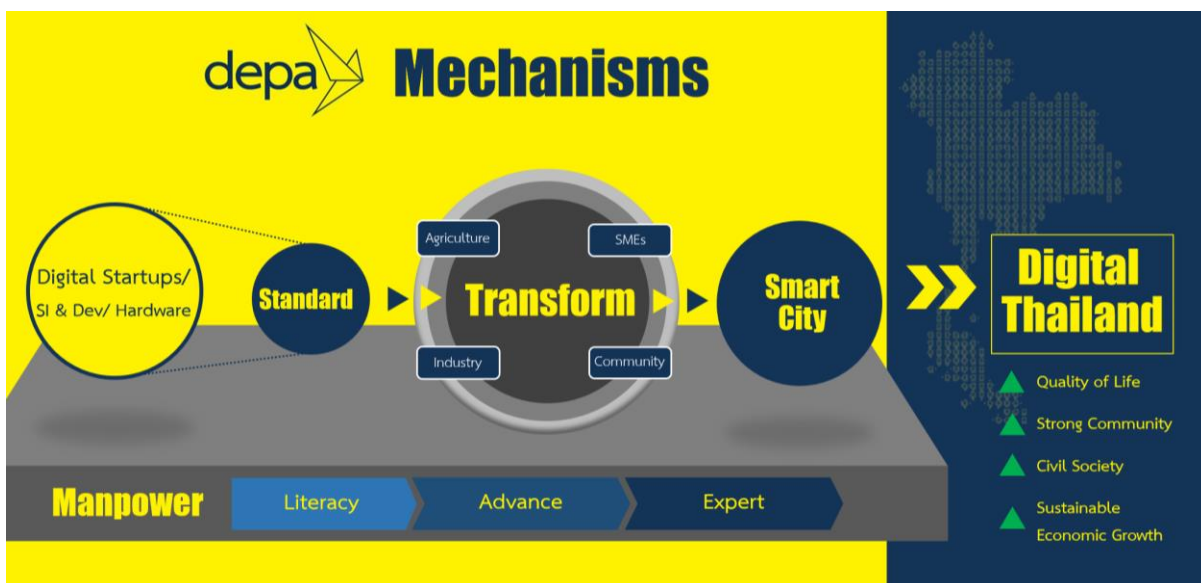 depa Mechanisms
Digital Startups/
SI & Dev/ Hardware
Standard
Agriculture
SMEs
Transform
Industry
Community
Smart
City
Digital
Thailand
Quality of Life
Strong Community
Civil Society
Sustainable
Economic Growth
Manpower
Literacy
Advance
Expert